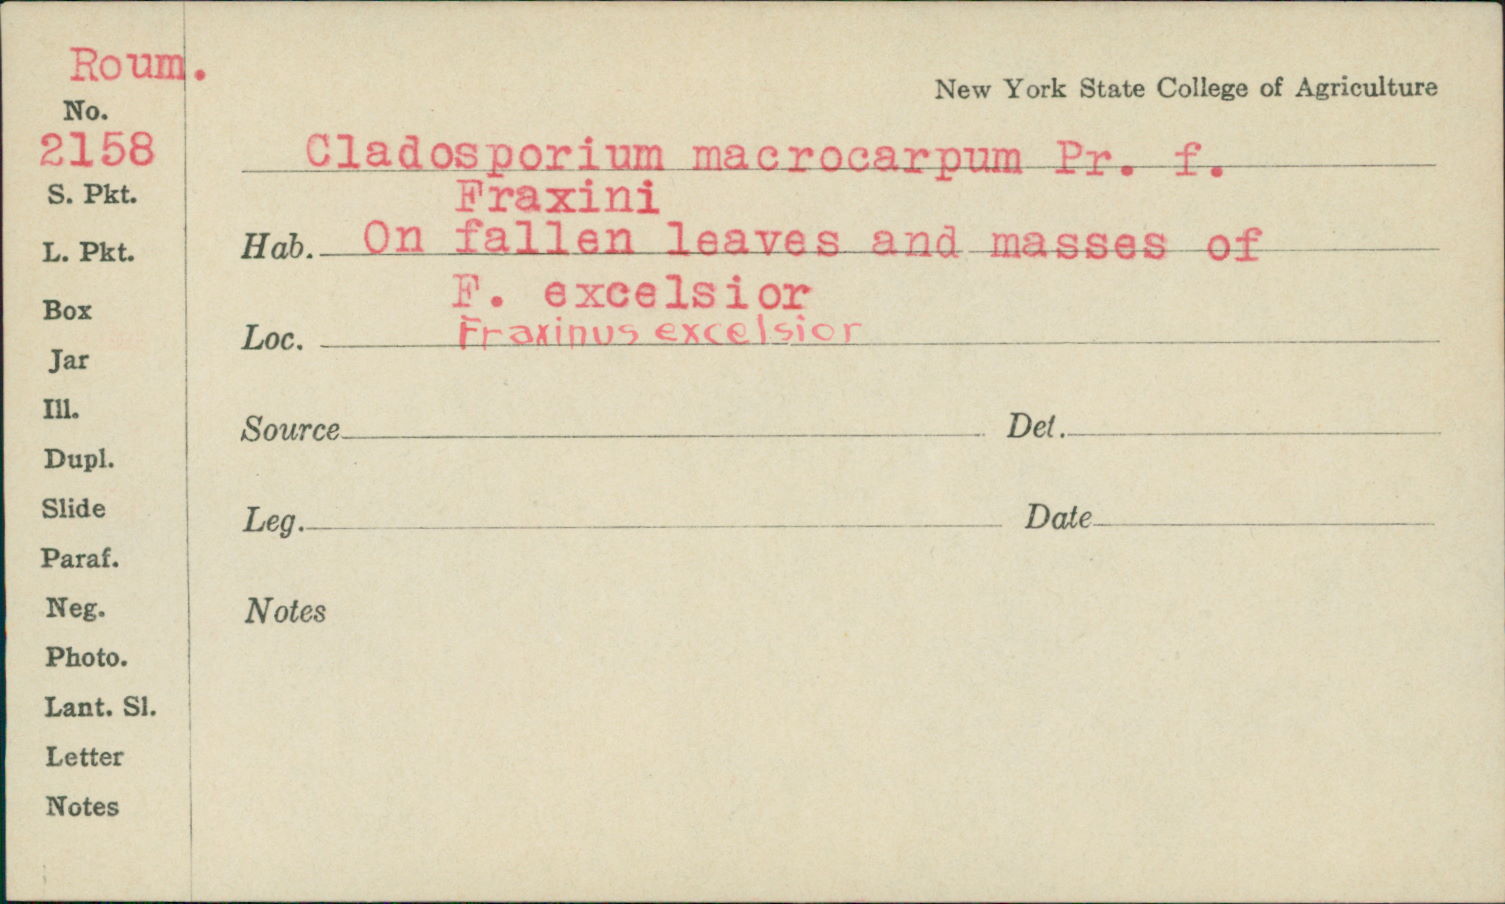 Roum.
New York State College of Agriculture
No.
2158
Cladosporium macrocarpum Pr. f.
Fraxini
S. Pkt.
Hab. On fallen leaves and masses of
L. Pkt.
F. excelsior
Box
Loc. Fraxinus excelsior
Jar
Ill.
Source Det.
Dupl.
Slide
Leg. Date
Paraf.
Neg.
Notes
Photo.
Lant. Sl.
Letter
Notes